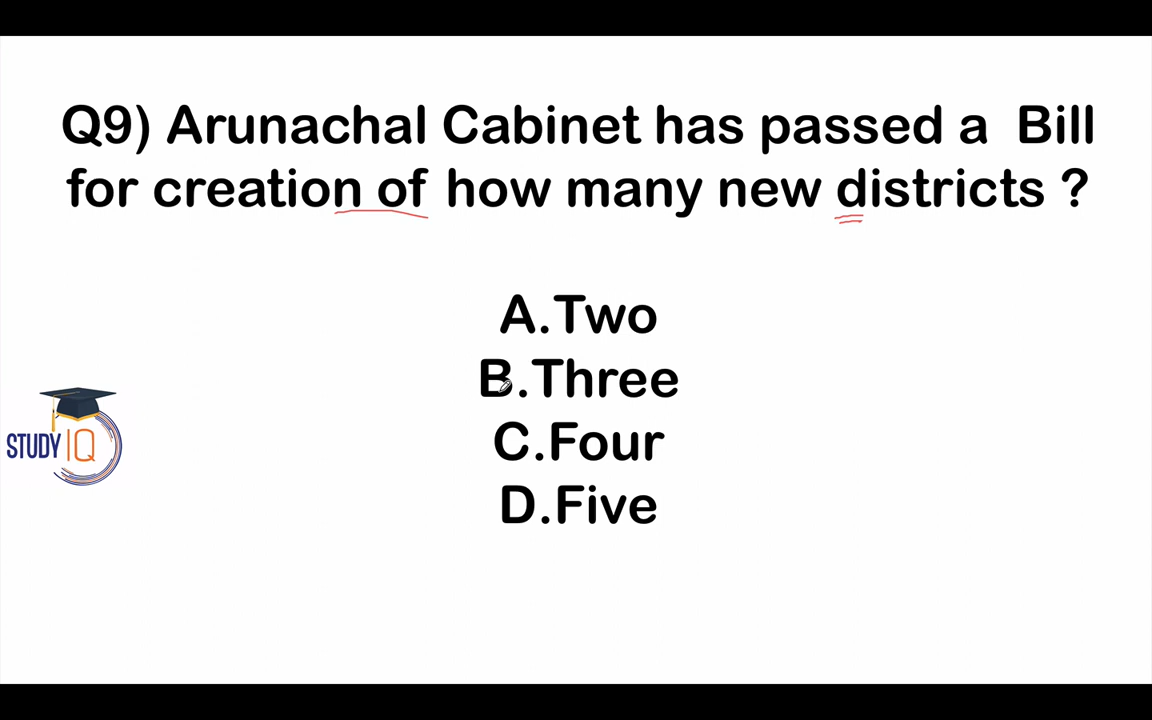 Q9) Arunachal Cabinet has passed a Bill
for creation of how many new districts ?
A.Two
B.Three
C.Four
D.Five
STUDY IQ